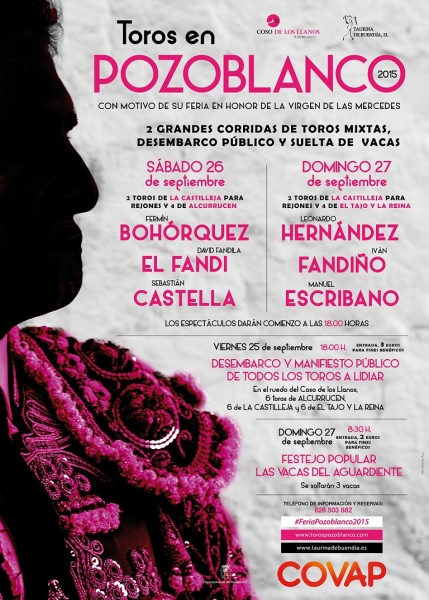 COSO DE LOS LLANOS
POZOBLANCO
TAURINA
DE BUENDÍA, S.L
Toros en
POZOBLANCO
2015
CON MOTIVO DE SU FERIA EN HONOR DE LA VIRGEN DE LAS MERCEDES
2 GRANDES CORRIDAS DE TOROS MIXTAS,
DESEMBARCO PÚBLICO Y SUELTA DE VACAS
SÁBADO 26
de septiembre
2 TOROS DE LA CASTILLEJA PARA
REJONES Y 4 DE ALCURRUCEN
FERMÍN
BOHÓRQUEZ
DAVID FANDILA
EL FANDI
SEBASTIÁN
CASTELLA
DOMINGO 27
de septiembre
2 TOROS DE LA CASTILLEJA PARA
REJONES Y 4 DE EL TAJO Y LA REINA
LEONARDO
HERNÁNDEZ
IVÁN
FANDIÑO
MANUEL
ESCRIBANO
LOS ESPECTÁCULOS DARÁN COMIENZO A LAS 18.00 HORAS
VIERNES 25 de septiembre 18.00 H. ENTRADA, 3 EUROS
PARA FINES BENÉFICOS
DESEMBARCO Y MANIFIESTO PÚBLICO
DE TODOS LOS TOROS A LIDIAR
En el ruedo del Coso de los Llanos,
6 toros de ALCURRUCEN,
6 de LA CASTILLEJA y 6 de EL TAJO Y LA REINA
DOMINGO 27
de septiembre
8:30 H.
ENTRADA, 2 EUROS
PARA FINES
BENÉFICOS
FESTEJO POPULAR
LAS VACAS DEL AGUARDIENTE
Se soltarán 3 vacas
TELÉFONO DE INFORMACIÓN Y RESERVAS:
628 503 882
#FeriaPozoblanco2015
www.torospozoblanco.com
www.taurinadebuendia.es
COVAP